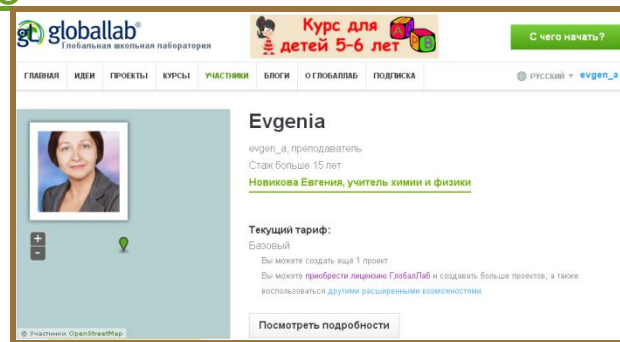 globallab®
Глобальная школьная лаборатория
Курс для
детей 5-6 лет
С чего начать?
ГЛАВНАЯ ИДЕИ ПРОЕКТЫ КУРСЫ УЧАСТНИКИ БЛОГИ О ГЛОБАЛЛАБ ПОДПИСКА
РУССКИЙ evgen_a
Evgenia
evgen_a, преподаватель
Стаж больше 15 лет
Новикова Евгения, учитель химии и физики
Текущий тариф:
Базовый
Вы можете создать ещё 1 проект
Вы можете приобрести лицензию ГлобалЛаб и создавать больше проектов, а также
воспользоваться другими расширенными возможностями.
Посмотреть подробности
+
-
© Участники OpenStreetMap